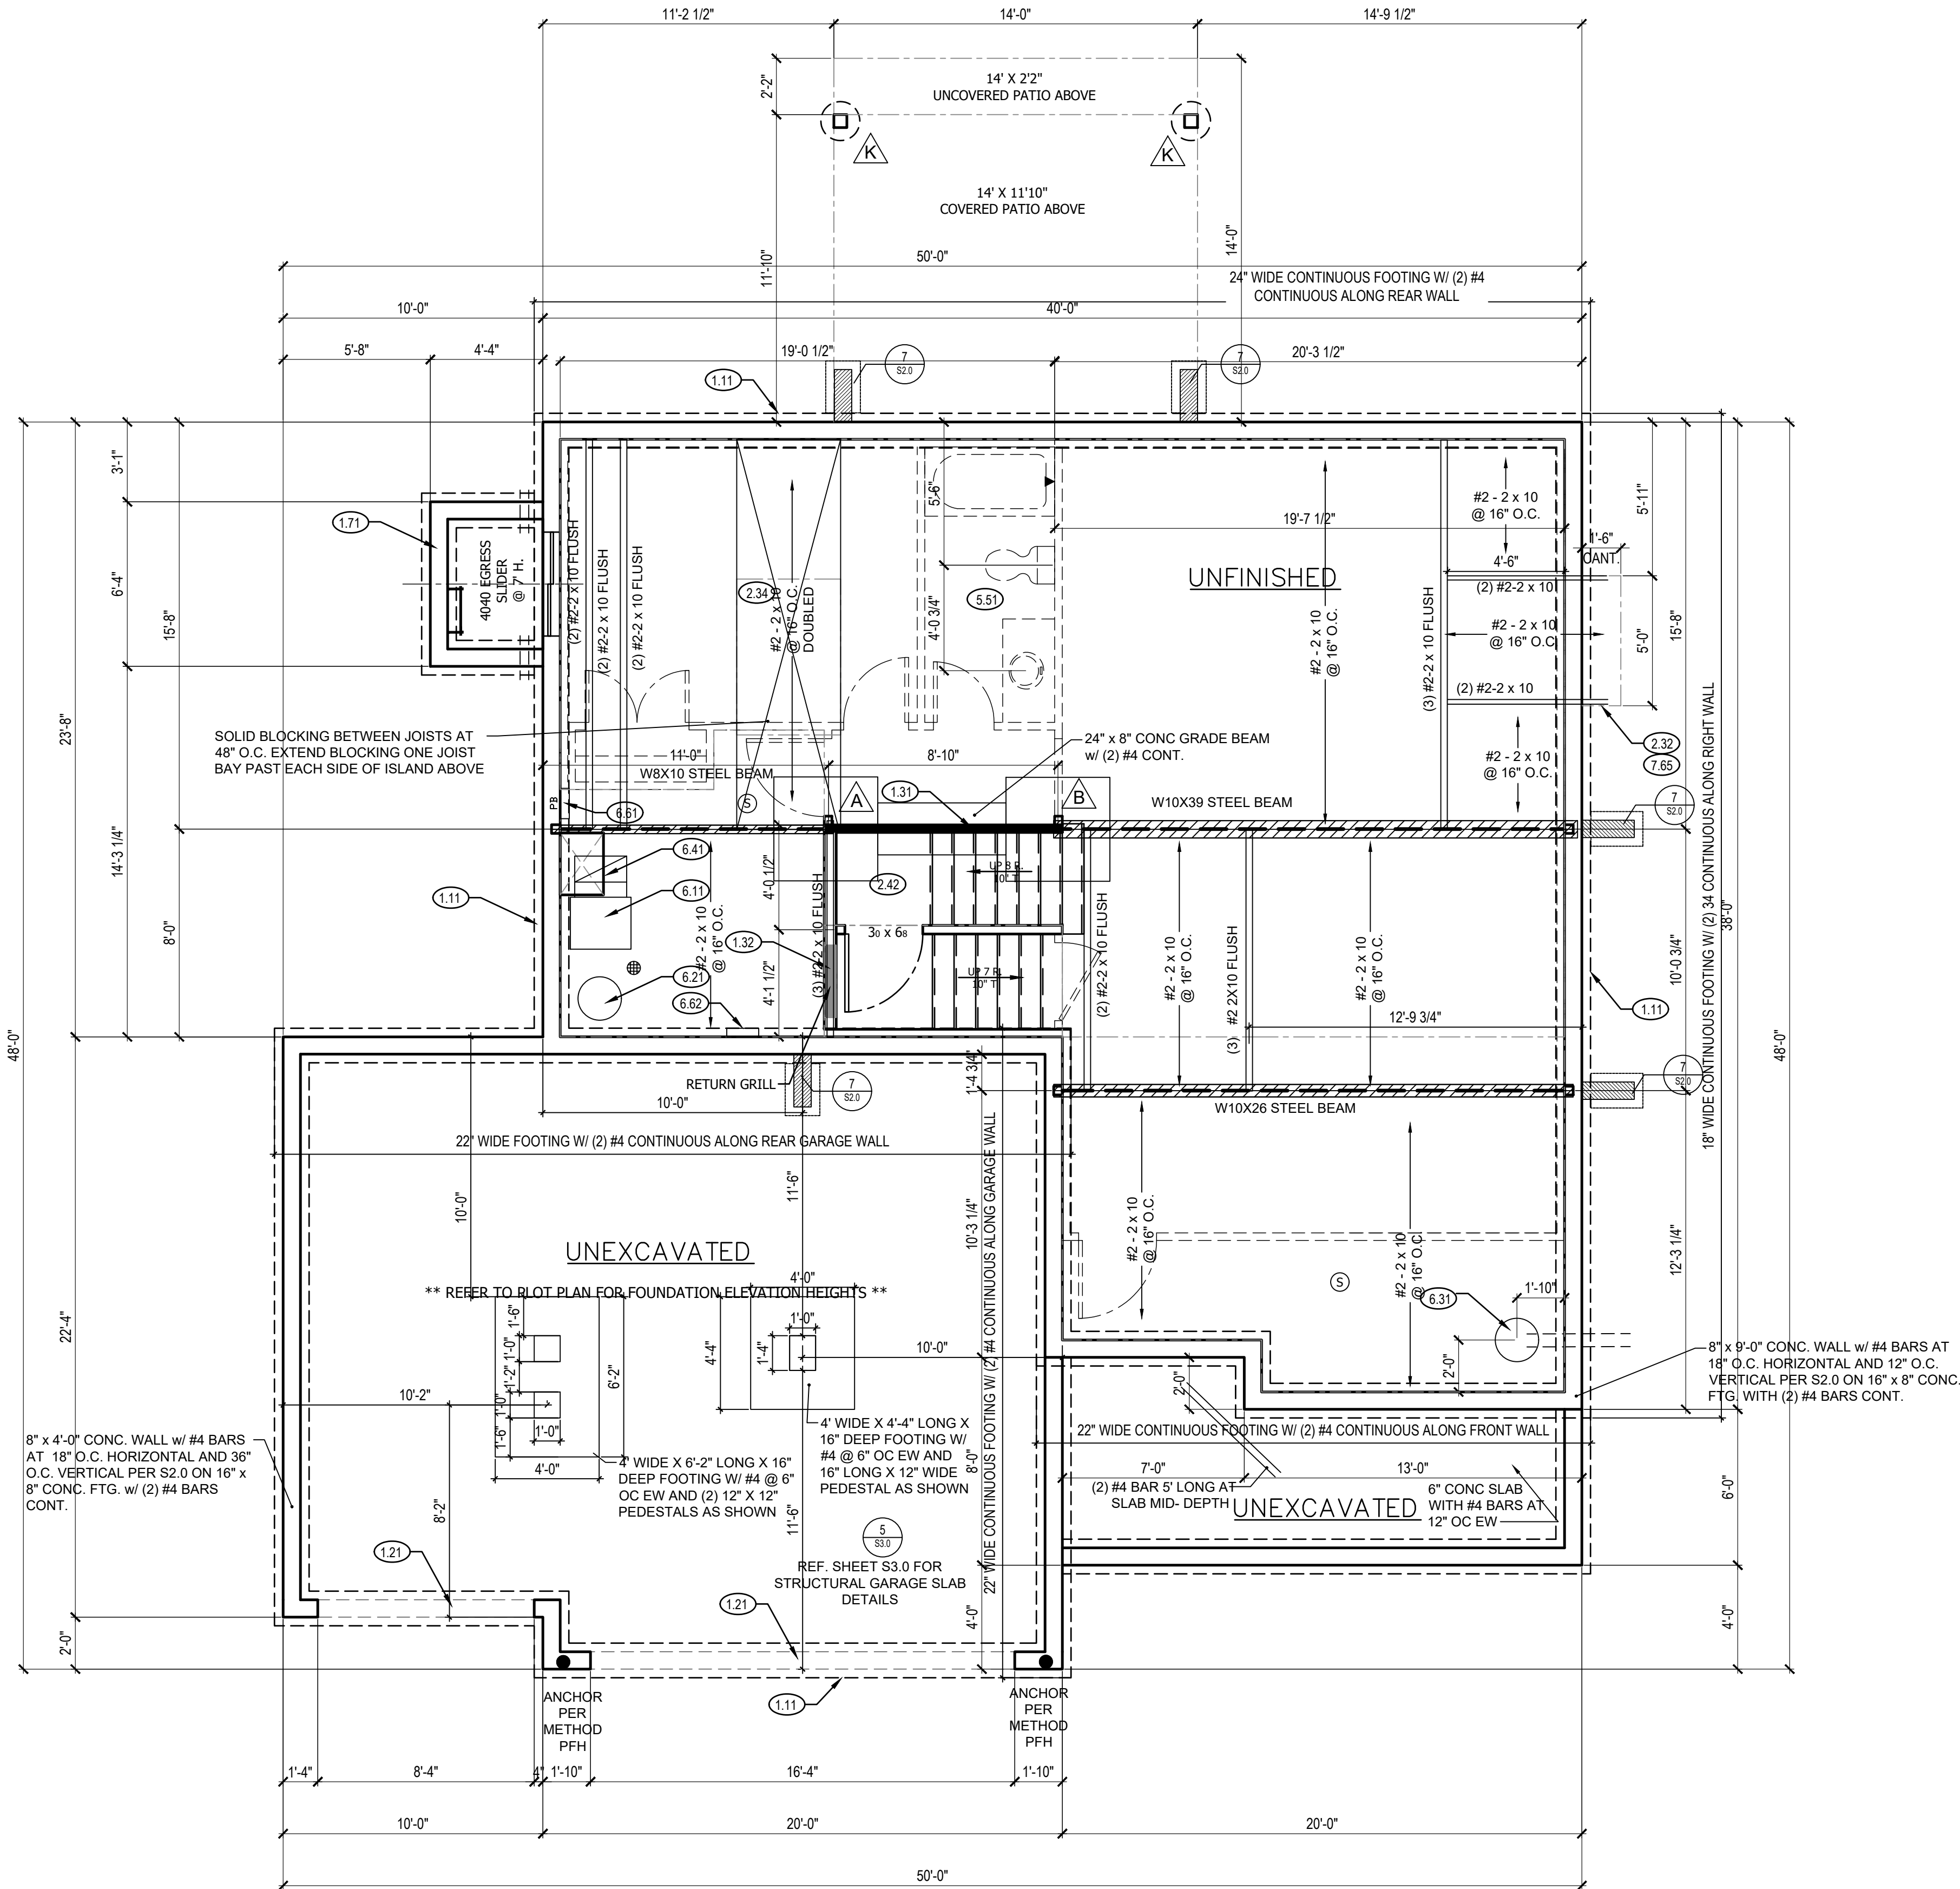 11'-2 1/2"
14'-0"
14'-9 1/2"
2'-2"
14' X 2'2"
UNCOVERED PATIO ABOVE
K
K
14' X 11'10"
COVERED PATIO ABOVE
11'-10"
14'-0"
50'-0"
24" WIDE CONTINUOUS FOOTING W/ (2) #4
CONTINUOUS ALONG REAR WALL
10'-0"
40'-0"
5'-8"
4'-4"
19'-0 1/2"
20'-3 1/2"
7
S2.0
7
S2.0
1.11
3'-1"
1.71
6'-4"
15'-8"
23'-8"
4040 EGRESS
SLIDER
@ 7' H.
(2) #2-2 x 10 FLUSH
(2) #2-2 x 10 FLUSH
(2) #2-2 x 10 FLUSH
2.34
#2 - 2 x 10
@ 16" O.C.
DOUBLED
5'-6"
4'-0 3/4"
5.51
19'-7 1/2"
UNFINISHED
#2 - 2 x 10
@ 16" O.C.
(3) #2-2 x 10 FLUSH
#2 - 2 x 10
@ 16" O.C.
4'-6"
(2) #2-2 x 10
#2 - 2 x 10
@ 16" O.C.
(2) #2-2 x 10
#2 - 2 x 10
@ 16" O.C.
5'-11"
1'-6"
CANT.
5'-0"
15'-8"
2.32
7.65
18" WIDE CONTINUOUS FOOTING W/ (2) 34 CONTINUOUS ALONG RIGHT WALL
38'-0"
48'-0"
SOLID BLOCKING BETWEEN JOISTS AT
48" O.C. EXTEND BLOCKING ONE JOIST
BAY PAST EACH SIDE OF ISLAND ABOVE
11'-0"
W8X10 STEEL BEAM
8'-10"
24" x 8" CONC GRADE BEAM
w/ (2) #4 CONT.
PB
6.61
S
A
1.31
B
W10X39 STEEL BEAM
7
S2.0
14'-3 1/4"
8'-0"
1.11
6.41
6.11
6.21
6.62
1.32
#2 - 2 x 10
@ 16" O.C.
4'-0 1/2"
4'-1 1/2"
(3) #2-2 x 10 FLUSH
2.42
UP 8 R.
10" T.
30 x 68
UP 7 R.
10" T.
(2) #2-2 x 10 FLUSH
#2 - 2 x 10
@ 16" O.C.
(3) #2 2X10 FLUSH
#2 - 2 x 10
@ 16" O.C.
12'-9 3/4"
10'-0 3/4"
1.11
48'-0"
RETURN GRILL
7
S2.0
10'-0"
1'-4 3/4"
W10X26 STEEL BEAM
7
S2.0
22" WIDE FOOTING W/ (2) #4 CONTINUOUS ALONG REAR GARAGE WALL
10'-0"
11'-6"
10'-3 1/4"
22" WIDE CONTINUOUS FOOTING W/ (2) #4 CONTINUOUS ALONG GARAGE WALL
#2 - 2 x 10
@ 16" O.C.
#2 - 2 x 10
@ 16" O.C.
S
12'-3 1/4"
UNEXCAVATED
** REFER TO PLOT PLAN FOR FOUNDATION ELEVATION HEIGHTS **
22'-4"
4'-0"
1'-0"
1'-4"
4'-4"
10'-0"
1'-6"
1'-0"
1'-2"
1'-0"
1'-6"
6'-2"
1'-0"
4'-0"
10'-2"
8'-2"
6.31
1'-10"
2'-0"
2'-0"
8" x 9'-0" CONC. WALL w/ #4 BARS AT
18" O.C. HORIZONTAL AND 12" O.C.
VERTICAL PER S2.0 ON 16" x 8" CONC.
FTG. WITH (2) #4 BARS CONT.
22" WIDE CONTINUOUS FOOTING W/ (2) #4 CONTINUOUS ALONG FRONT WALL
8" x 4'-0" CONC. WALL w/ #4 BARS
AT 18" O.C. HORIZONTAL AND 36"
O.C. VERTICAL PER S2.0 ON 16" x
8" CONC. FTG. w/ (2) #4 BARS
CONT.
4' WIDE X 6'-2" LONG X 16"
DEEP FOOTING W/ #4 @ 6"
OC EW AND (2) 12" X 12"
PEDESTALS AS SHOWN
4' WIDE X 4'-4" LONG X
16" DEEP FOOTING W/
#4 @ 6" OC EW AND
16" LONG X 12" WIDE
PEDESTAL AS SHOWN
8'-0"
7'-0"
13'-0"
(2) #4 BAR 5' LONG AT
SLAB MID- DEPTH
UNEXCAVATED
6" CONC SLAB
WITH #4 BARS AT
12" OC EW
6'-0"
11'-6"
5
S3.0
REF. SHEET S3.0 FOR
STRUCTURAL GARAGE SLAB
DETAILS
1.21
1.21
4'-0"
4'-0"
2'-0"
1.11
ANCHOR
PER
METHOD
PFH
ANCHOR
PER
METHOD
PFH
1'-4"
8'-4"
4"
1'-10"
16'-4"
1'-10"
10'-0"
20'-0"
20'-0"
50'-0"